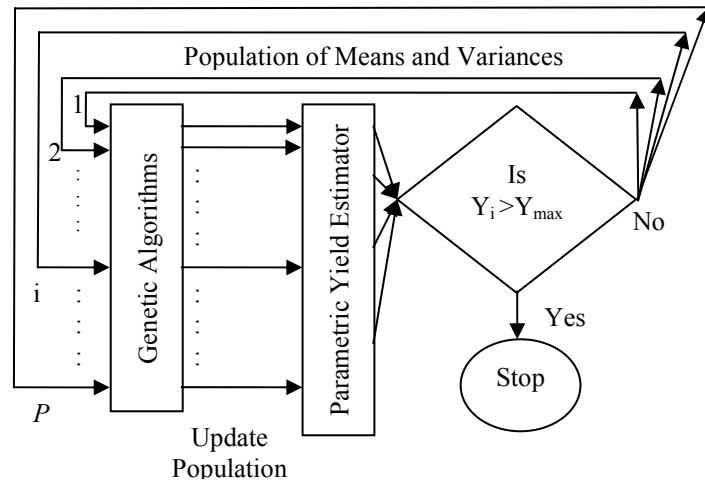 Population of Means and Variances
1
2
i
P
Genetic Algorithms
Parametric Yield Estimator
Is
Yi >Ymax
No
Yes
Stop
Update
Population